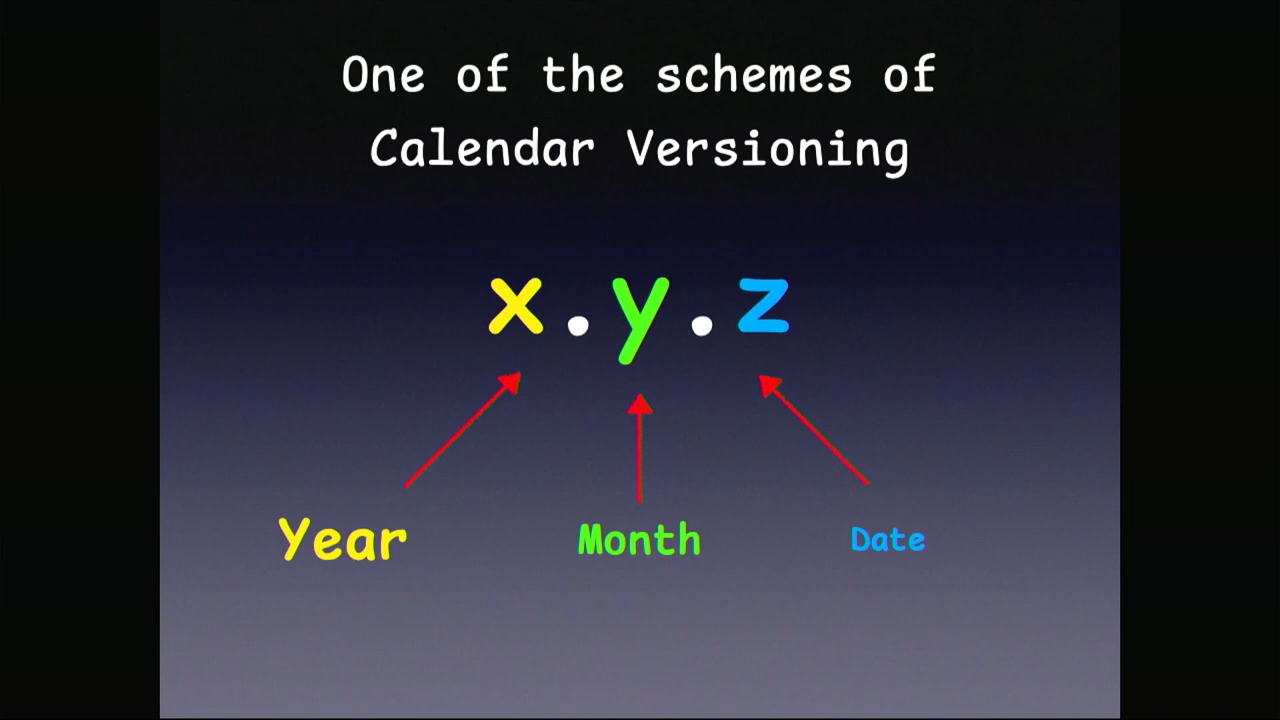 One of the schemes of
Calendar Versioning
x.y.z
Year Month Date